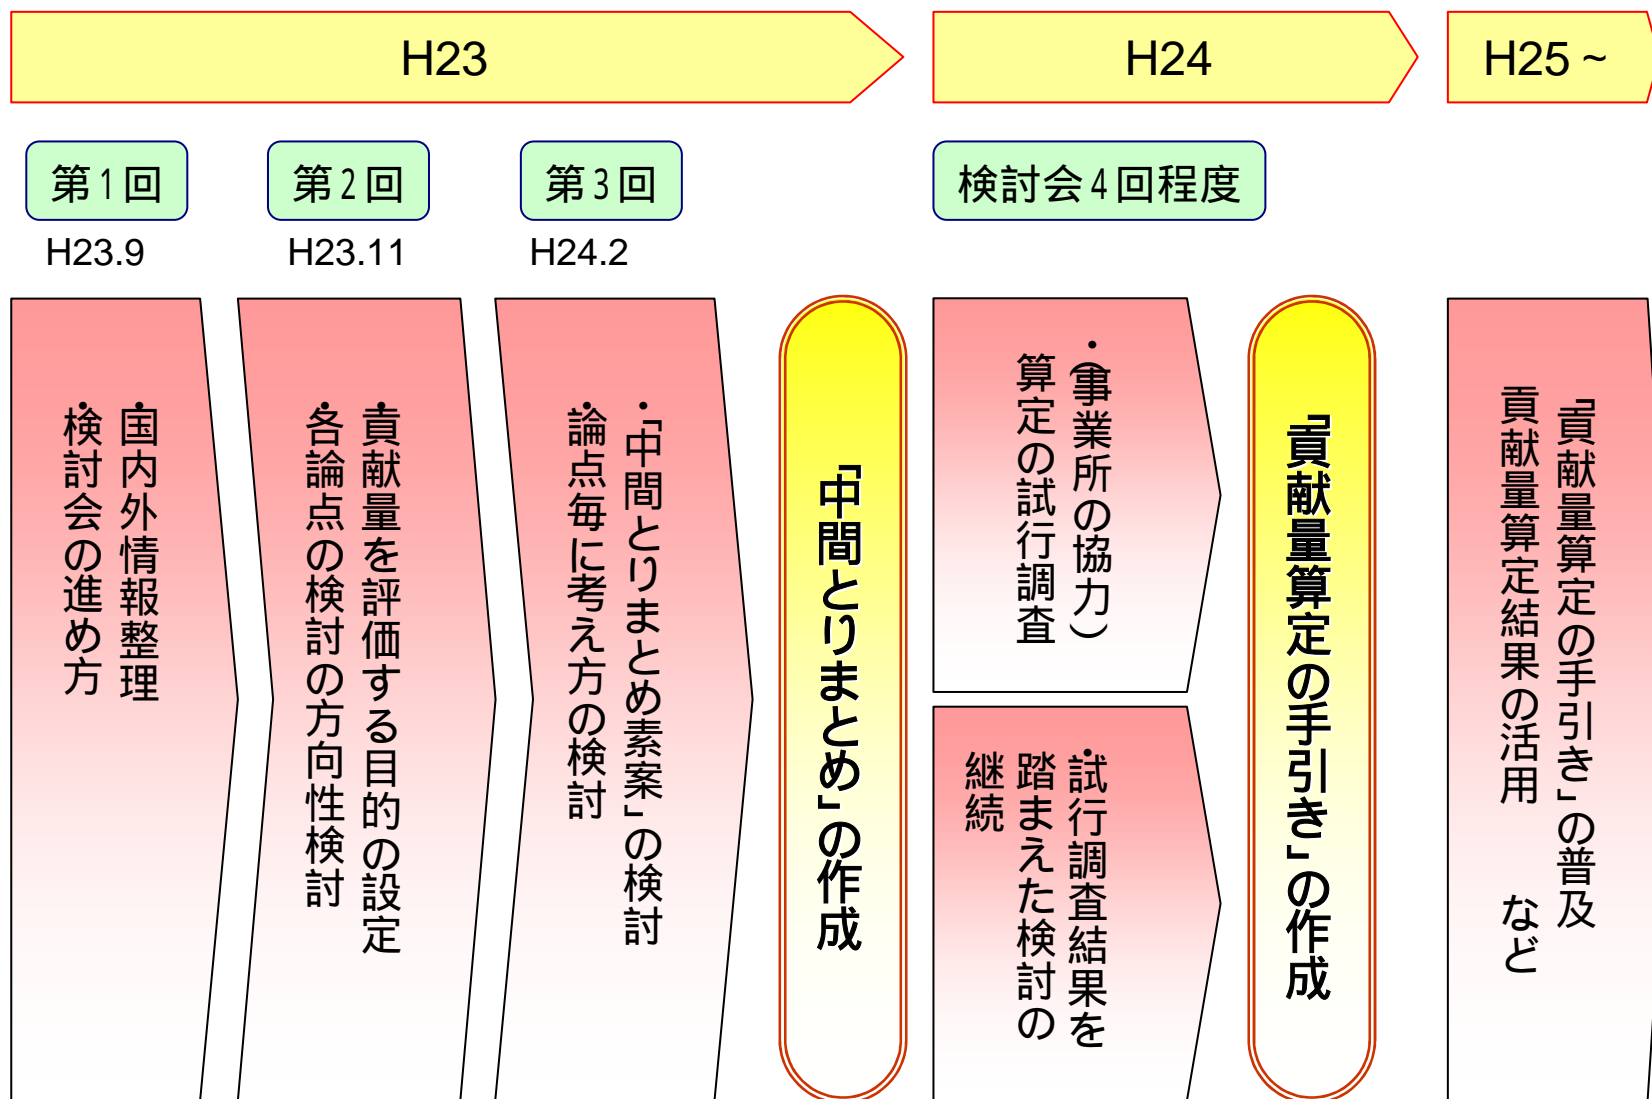 H23
H24
H25 ~
第1回
第2回
第3回
検討会4回程度
H23.9
H23.11
H24.2
・国内外情報整理
・検討会の進め方
・貢献量を評価する目的の設定
・各論点の検討の方向性検討
・「中間とりまとめ素案」の検討
・論点毎に考え方の検討
「中間とりまとめ」の作成
・(事業所の協力)
算定の試行調査
・試行調査結果を
踏まえた検討の
継続
「貢献量算定の手引き」の作成
『貢献量算定の手引き」の普及
貢献量算定結果の活用 など